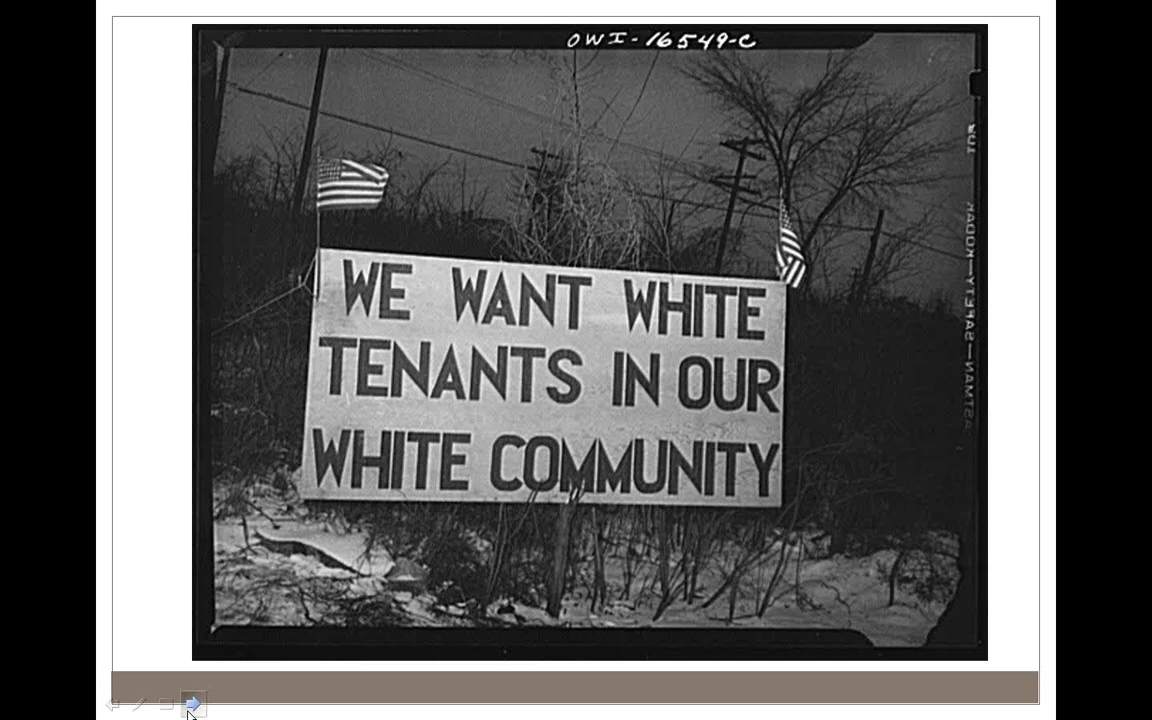 OWI-16549-C
WE WANT WHITE
TENANTS IN OUR
WHITE COMMUNITY